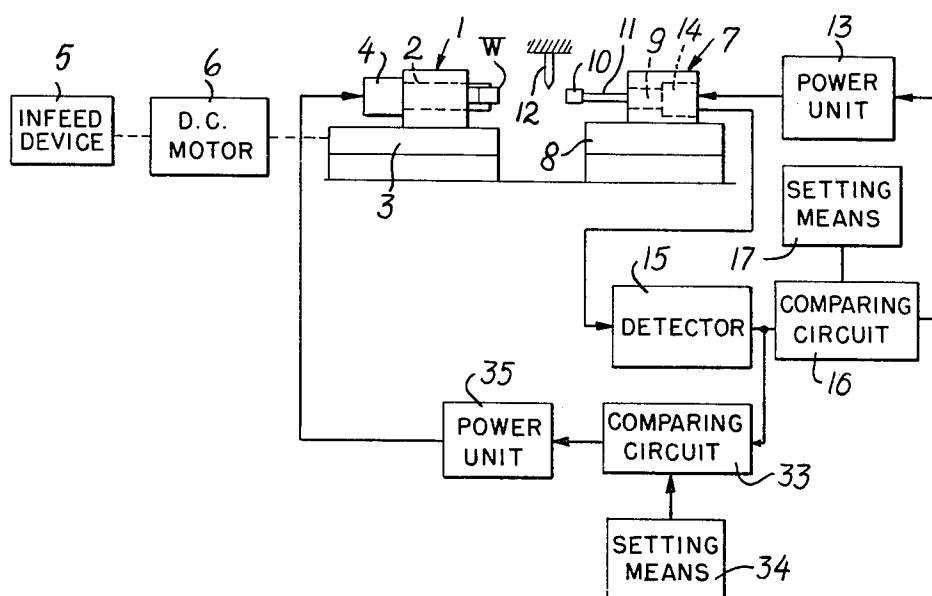 5
INFEED
DEVICE
6
D.C.
MOTOR
4
2
1
W
3
12
10
11
9
14
7
8
13
POWER
UNIT
SETTING
MEANS
17
15
DETECTOR
COMPARING
CIRCUIT
16
35
POWER
UNIT
COMPARING
CIRCUIT
33
SETTING
MEANS
34